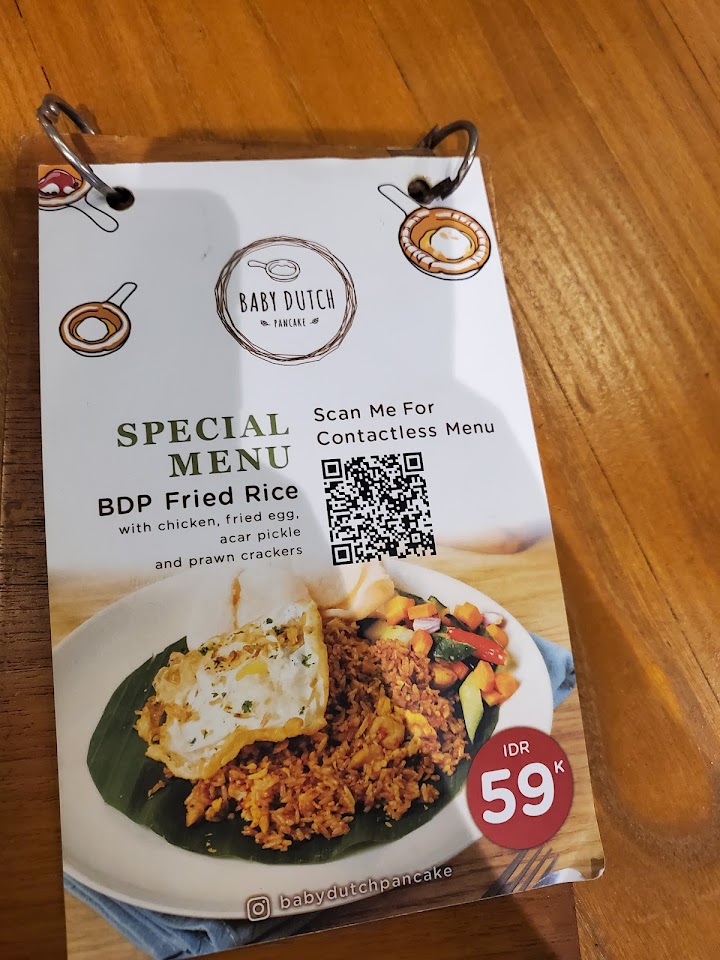 BABY DUTCH
PANCAKE
SPECIAL
MENU
BDP Fried Rice
with chicken, fried egg,
acar pickle
and prawn crackers
Scan Me For
Contactless Menu
IDR
59K
babydutchpancake